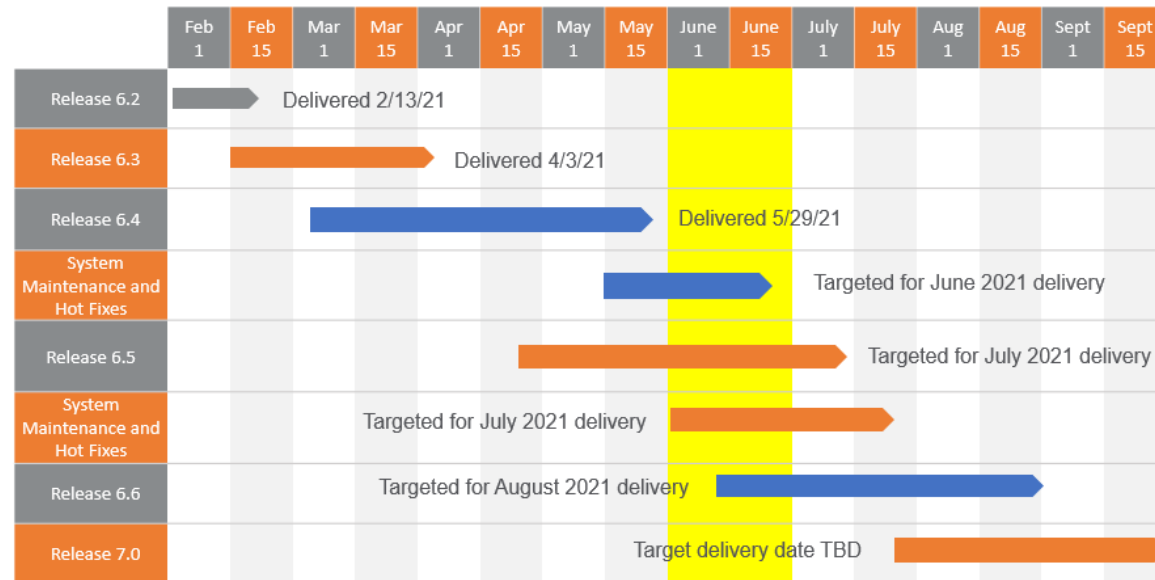 Feb Feb Mar Mar Apr Apr May May June June July July Aug Aug Sept Sept
1 15 1 15 1 15 1 15 1 15 1 15 1 15 1 15
Release 6.2 Delivered 2/13/21
Release 6.3 Delivered 4/3/21
Release 6.4 Delivered 5/29/21
System
Maintenance and Targeted for June 2021 delivery
Hot Fixes
Release 6.5 Targeted for July 2021 delivery
System
Maintenance and Targeted for July 2021 delivery
Hot Fixes
Release 6.6 Targeted for August 2021 delivery
Release 7.0 Target delivery date TBD